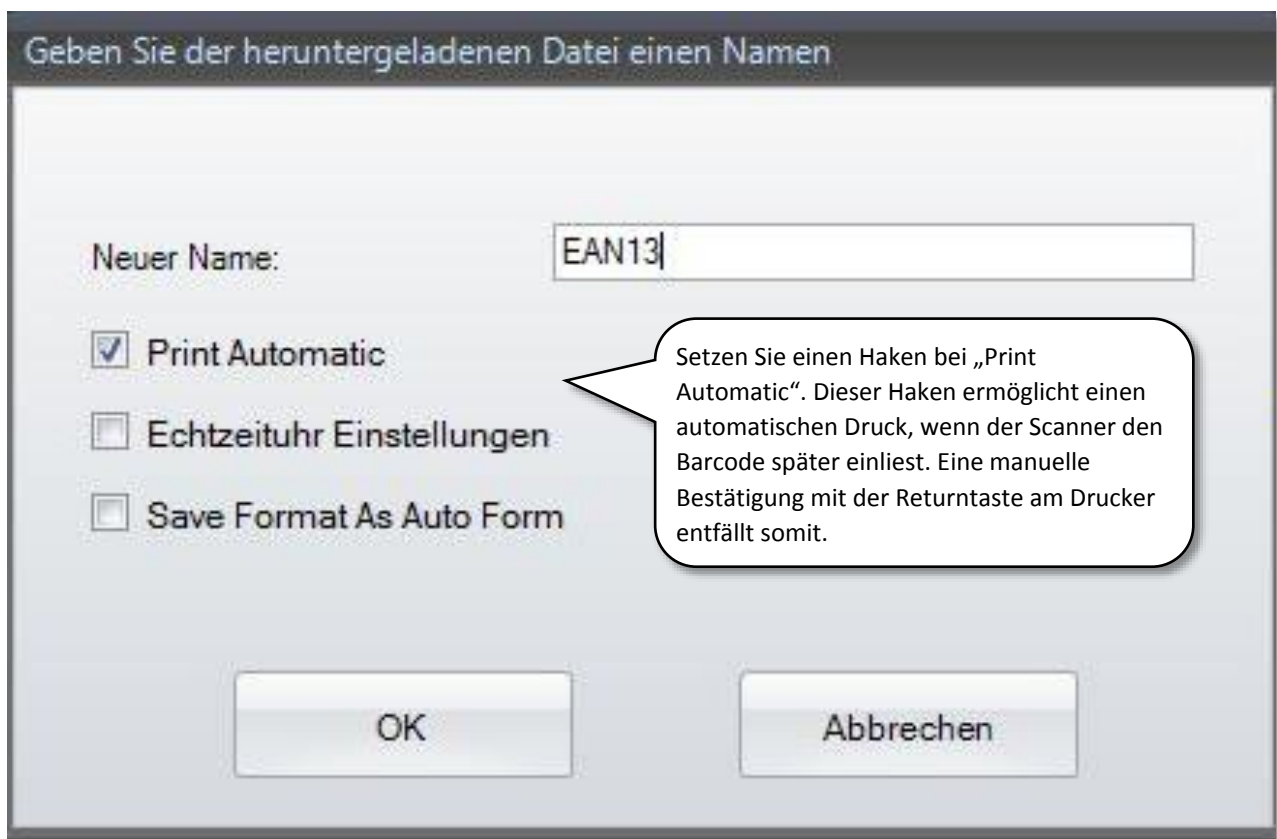 Geben Sie der heruntergeladenen Datei einen Namen
Neuer Name:
EAN13
Print Automatic
Echtzeituhr Einstellungen
Save Format As Auto Form
Setzen Sie einen Haken bei „Print
Automatic“. Dieser Haken ermöglicht einen
automatischen Druck, wenn der Scanner den
Barcode später einliest. Eine manuelle
Bestätigung mit der Returntaste am Drucker
entfällt somit.
OK
Abbrechen